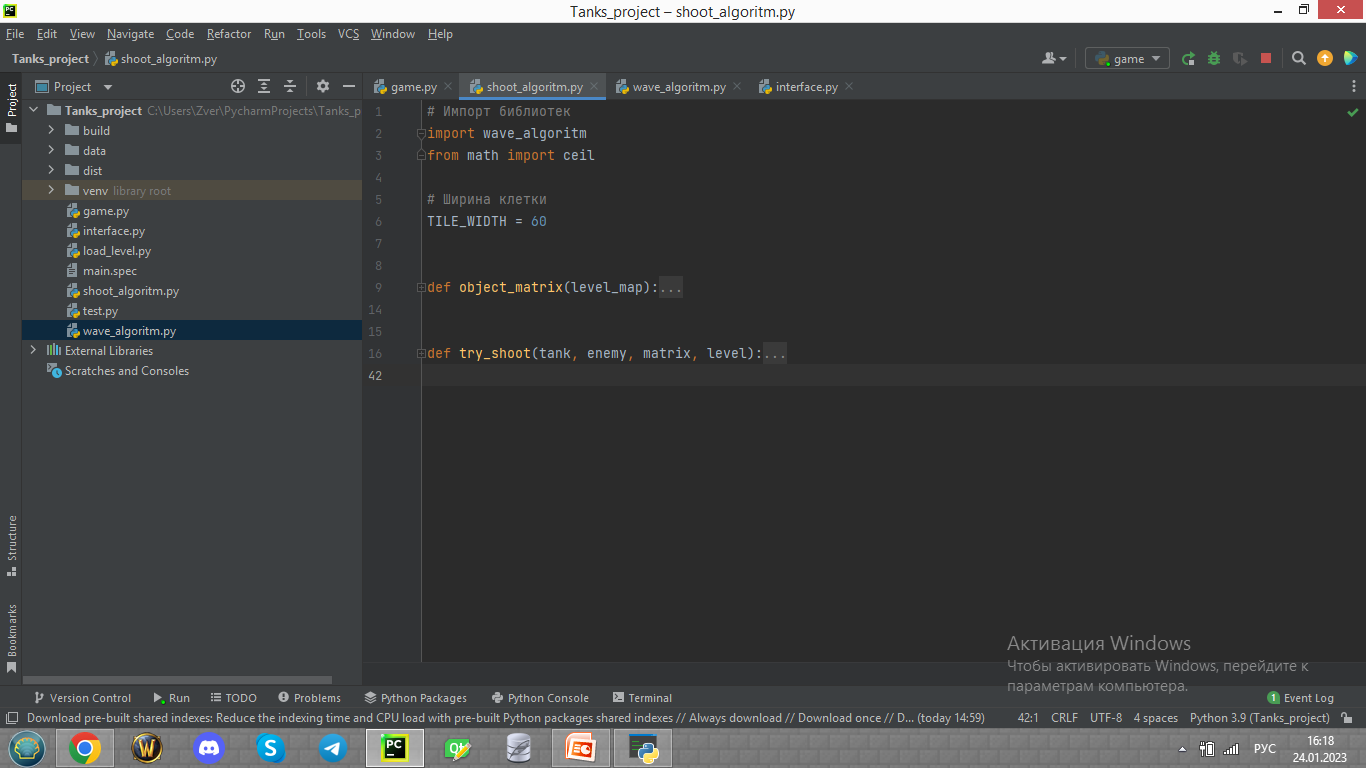 Tanks_project – shoot_algoritm.py
File Edit View Navigate Code Refactor Run Tools VCS Window Help
Tanks_project shoot_algoritm.py game
Project game.py shoot_algoritm.py wave_algoritm.py interface.py
Project
Tanks_project C:\Users\Zver\PycharmProjects\Tanks_p
build
data
dist
venv library root
game.py
interface.py
load_level.py
main.spec
shoot_algoritm.py
test.py
wave_algoritm.py
External Libraries
Scratches and Consoles
Structure
Bookmarks
1 # Импорт библиотек
2 import wave_algoritm
3 from math import ceil
4
5 # Ширина клетки
6 TILE_WIDTH = 60
7
8
9 def object_matrix(level_map):...
14
15
16 def try_shoot(tank, enemy, matrix, level):...
42
Активация Windows
Чтобы активировать Windows, перейдите к
параметрам компьютера.
Version Control Run TODO Problems Python Packages Python Console Terminal 1 Event Log
Download pre-built shared indexes: Reduce the indexing time and CPU load with pre-built Python packages shared indexes // Always download // Download once // D... (today 14:59) 42:1 CRLF UTF-8 4 spaces Python 3.9 (Tanks_project)
W S PC Qt P РУС 16:18
24.01.2023